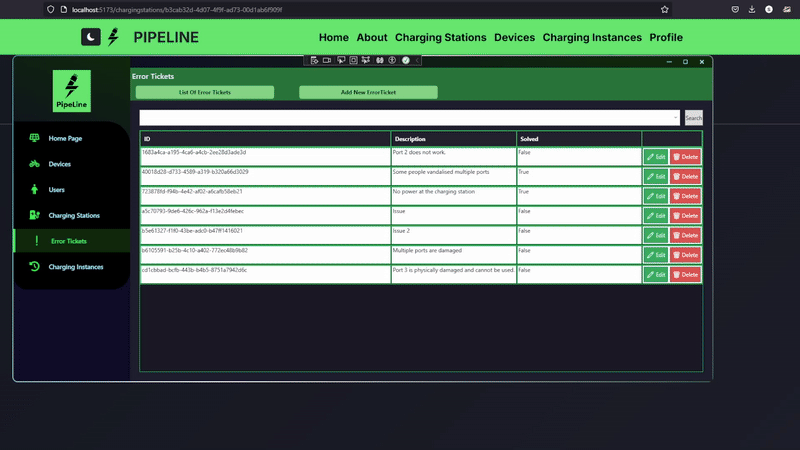 localhost:5173/chargingstations/b3cab32d-4d07-4f9f-ad73-00d1ab6f909f
PIPELINE
Home About Charging Stations Devices Charging Instances Profile
PipeLine
Home Page
Devices
Users
Charging Stations
Error Tickets
Charging Instances
Error Tickets
List Of Error Tickets Add New ErrorTicket
Search
ID Description Solved
1683a4ca-a195-4ca6-a4cb-2ee28d3ade3d Port 2 does not work. False Edit Delete
40018d28-d733-4589-a319-b320a66d3029 Some people vandalised multiple ports True Edit Delete
723878fd-f94b-4e42-af02-a6cafb58eb21 No power at the charging station True Edit Delete
a5c70793-9de6-426c-962a-f13e2d4febec Issue False Edit Delete
b5e61327-f1f0-43be-adc0-b47ff1416021 Issue 2 False Edit Delete
b6105591-b25b-4c10-a402-772ec48b9b82 Multiple ports are damaged False Edit Delete
cd1cbbad-bcfb-443b-b4b5-8751a7942d6c Port 3 is physically damaged and cannot be used. False Edit Delete